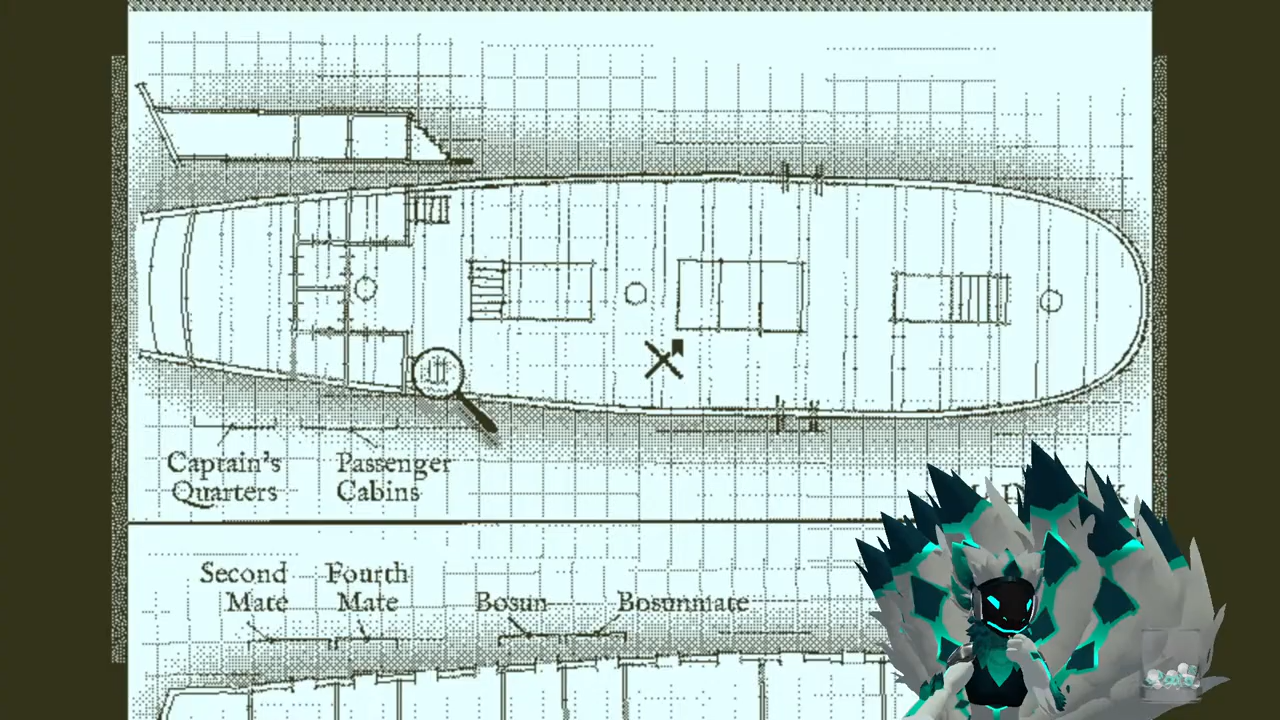 Captain's
Quarters
Passenger
Cabins
Second
Mate
Fourth
Mate
Bosun
Bosunmate